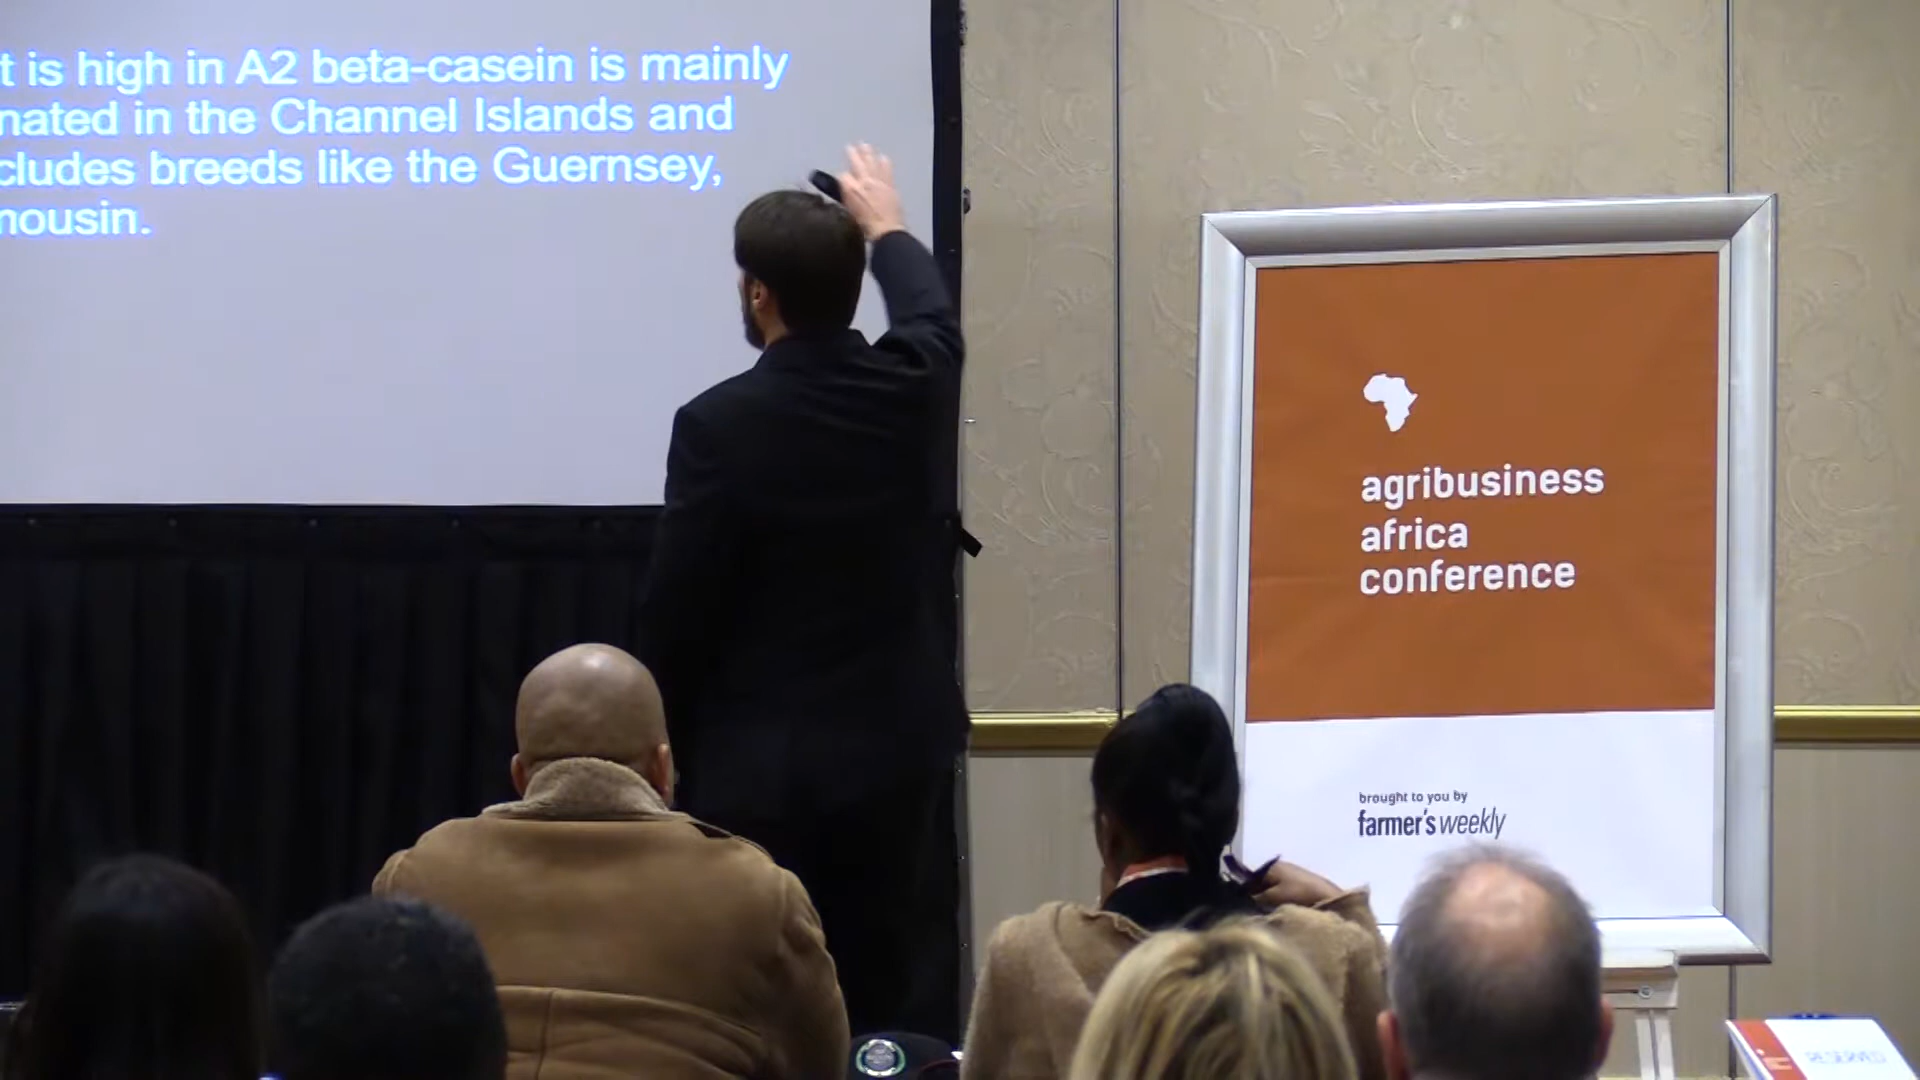 t is high in A2 beta-casein is mainly
nated in the Channel Islands and
cludes breeds like the Guernsey,
mousin.
agribusiness
africa
conference
brought to you by
farmer's weekly
RESERVED